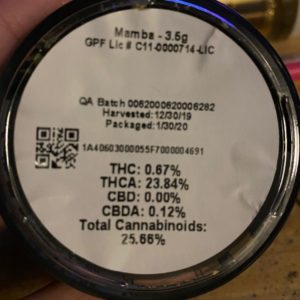 Mamba - 3.5g
GPF Lic # C11-0000714-LIC
QA Batch 0062000620006282
Harvested: 12/30/19
Packaged: 1/30/20
1A40603000055F7000004691
THC: 0.67%
THCA: 23.84%
CBD: 0.00%
CBDA: 0.12%
Total Cannabinoids:
25.66%